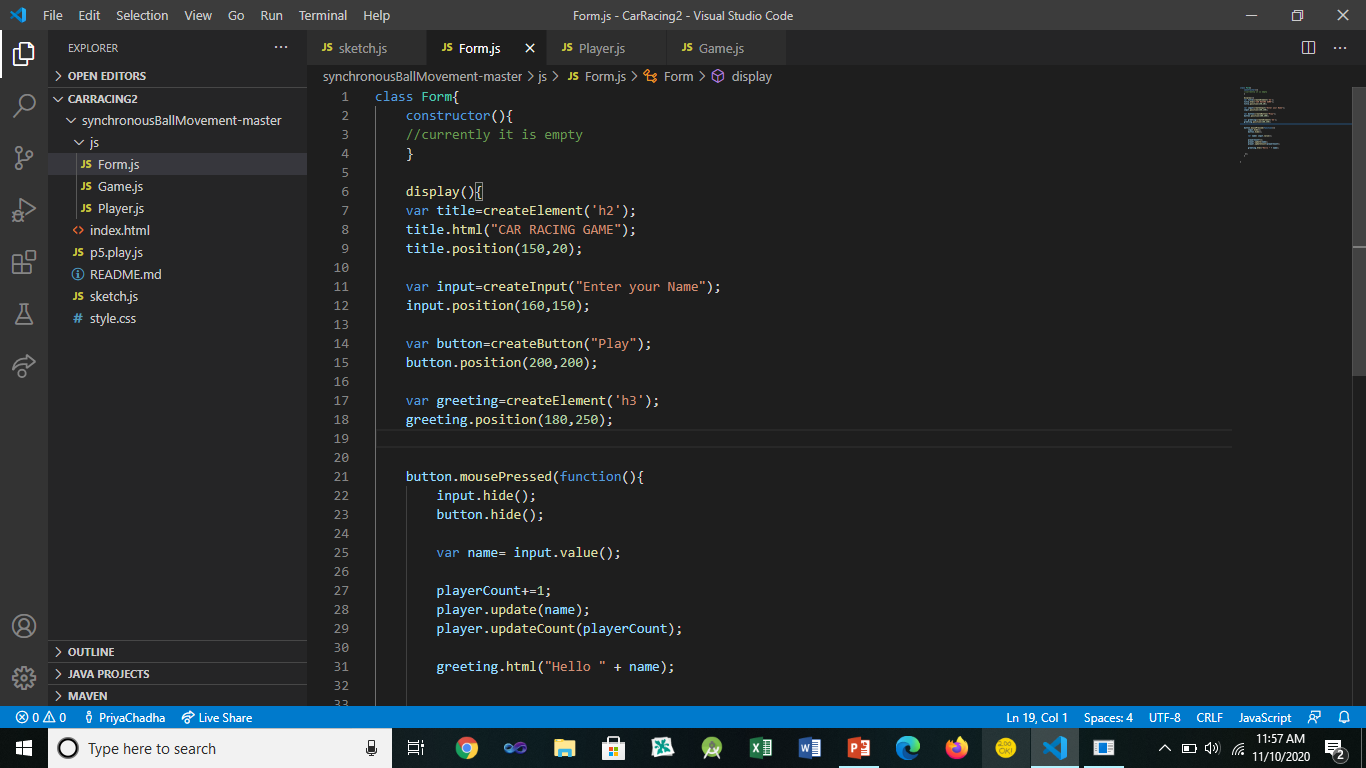 File Edit Selection View Go Run Terminal Help Form.js - CarRacing2 - Visual Studio Code
EXPLORER ···
JS sketch.js JS Form.js JS Player.js JS Game.js
OPEN EDITORS
CARRACING2
synchronousBallMovement-master
js
JS Form.js
JS Game.js
JS Player.js
<> index.html
JS p5.play.js
README.md
JS sketch.js
# style.css
OUTLINE
JAVA PROJECTS
MAVEN
synchronousBallMovement-master > js > JS Form.js > Form > display
1 class Form{
2 constructor(){
3 //currently it is empty
4 }
5
6 display(){
7 var title=createElement('h2');
8 title.html("CAR RACING GAME");
9 title.position(150,20);
10
11 var input=createInput("Enter your Name");
12 input.position(160,150);
13
14 var button=createButton("Play");
15 button.position(200,200);
16
17 var greeting=createElement('h3');
18 greeting.position(180,250);
19
20
21 button.mousePressed(function(){
22 input.hide();
23 button.hide();
24
25 var name= input.value();
26
27 playerCount+=1;
28 player.update(name);
29 player.updateCount(playerCount);
30
31 greeting.html("Hello " + name);
32
33
0 0 PriyaChadha Live Share Ln 19, Col 1 Spaces: 4 UTF-8 CRLF JavaScript
Type here to search
11:57 AM
11/10/2020
2